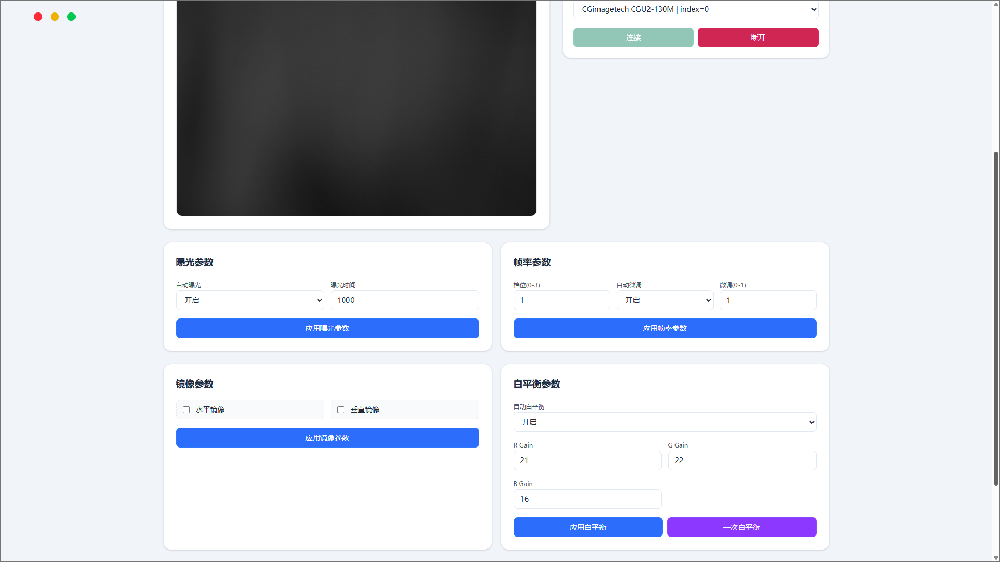 CGimagetech CGU2-130M | index=0
连接
断开
曝光参数
自动曝光
曝光时间
开启
1000
应用曝光参数
帧率参数
档位(0-3)
自动微调
微调(0-1)
1
开启
1
应用帧率参数
镜像参数
水平镜像
垂直镜像
应用镜像参数
白平衡参数
自动白平衡
开启
R Gain
G Gain
21
22
B Gain
16
应用白平衡
一次白平衡